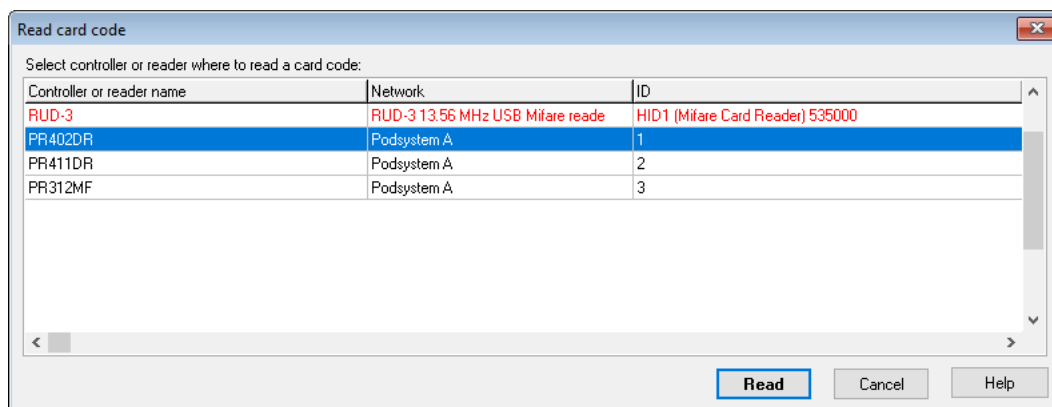 Read card code
Select controller or reader where to read a card code:
Controller or reader name Network ID
RUD-3 RUD-3 13.56 MHz USB Mifare reade HID1 (Mifare Card Reader) 535000
PR402DR Podsystem A 1
PR411DR Podsystem A 2
PR312MF Podsystem A 3
Read Cancel Help